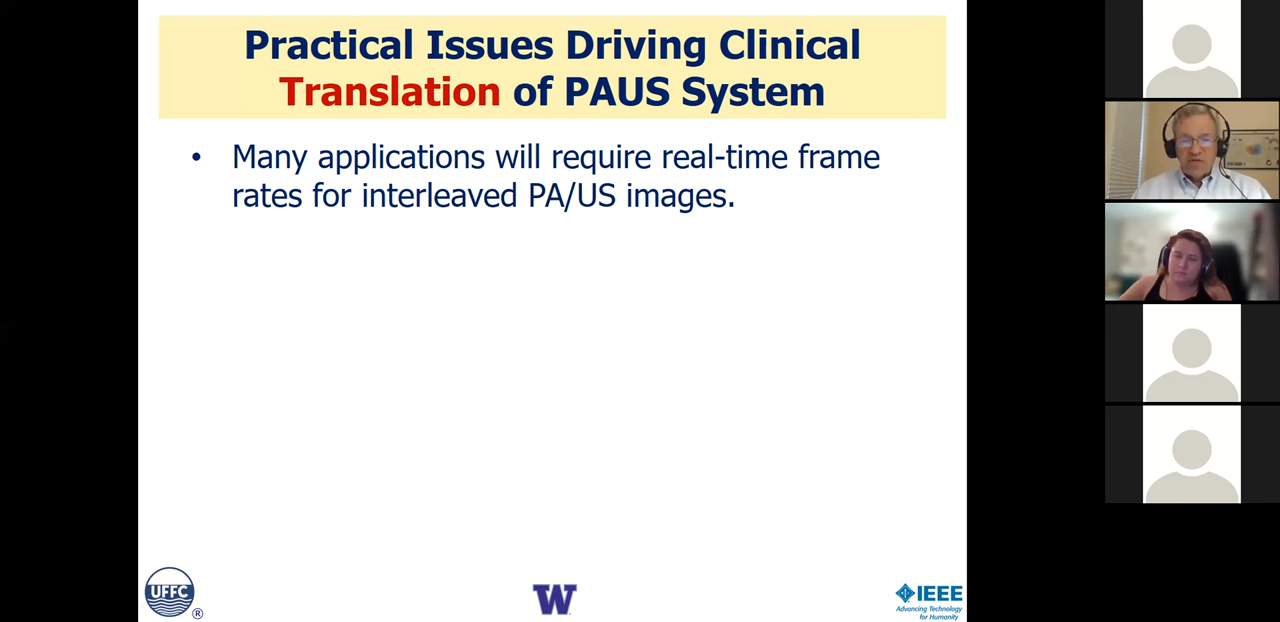 Practical Issues Driving Clinical
Translation of PAUS System
• Many applications will require real-time frame
rates for interleaved PA/US images.
UFFC
®
W
IEEE
Advancing Technology
for Humanity